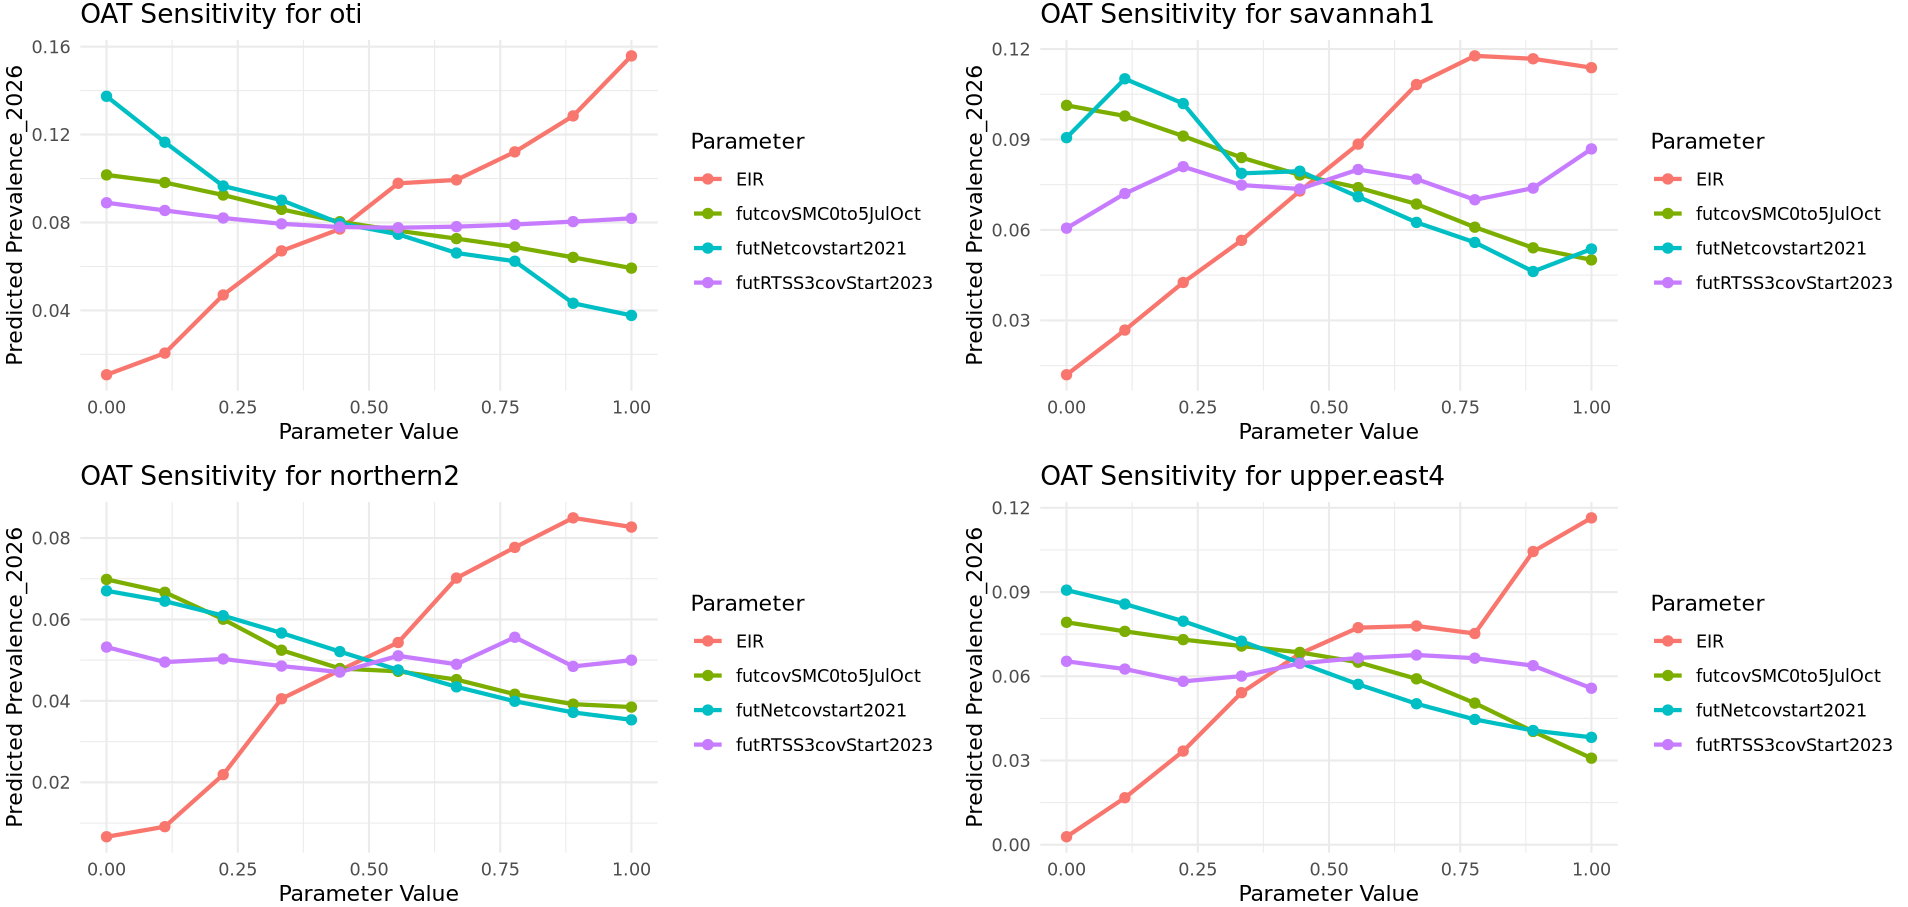 OAT Sensitivity for oti
Predicted Prevalence_2026
0.16
0.12
0.08
0.04
0.00 0.25 0.50 0.75 1.00
Parameter Value
Parameter
EIR
futcovSMC0to5JulOct
futNetcovstart2021
futRTSS3covStart2023
OAT Sensitivity for savannah1
Predicted Prevalence_2026
0.12
0.09
0.06
0.03
0.00 0.25 0.50 0.75 1.00
Parameter Value
Parameter
EIR
futcovSMC0to5JulOct
futNetcovstart2021
futRTSS3covStart2023
OAT Sensitivity for northern2
Predicted Prevalence_2026
0.08
0.06
0.04
0.02
0.00 0.25 0.50 0.75 1.00
Parameter Value
Parameter
EIR
futcovSMC0to5JulOct
futNetcovstart2021
futRTSS3covStart2023
OAT Sensitivity for upper.east4
Predicted Prevalence_2026
0.12
0.09
0.06
0.03
0.00
0.00 0.25 0.50 0.75 1.00
Parameter Value
Parameter
EIR
futcovSMC0to5JulOct
futNetcovstart2021
futRTSS3covStart2023